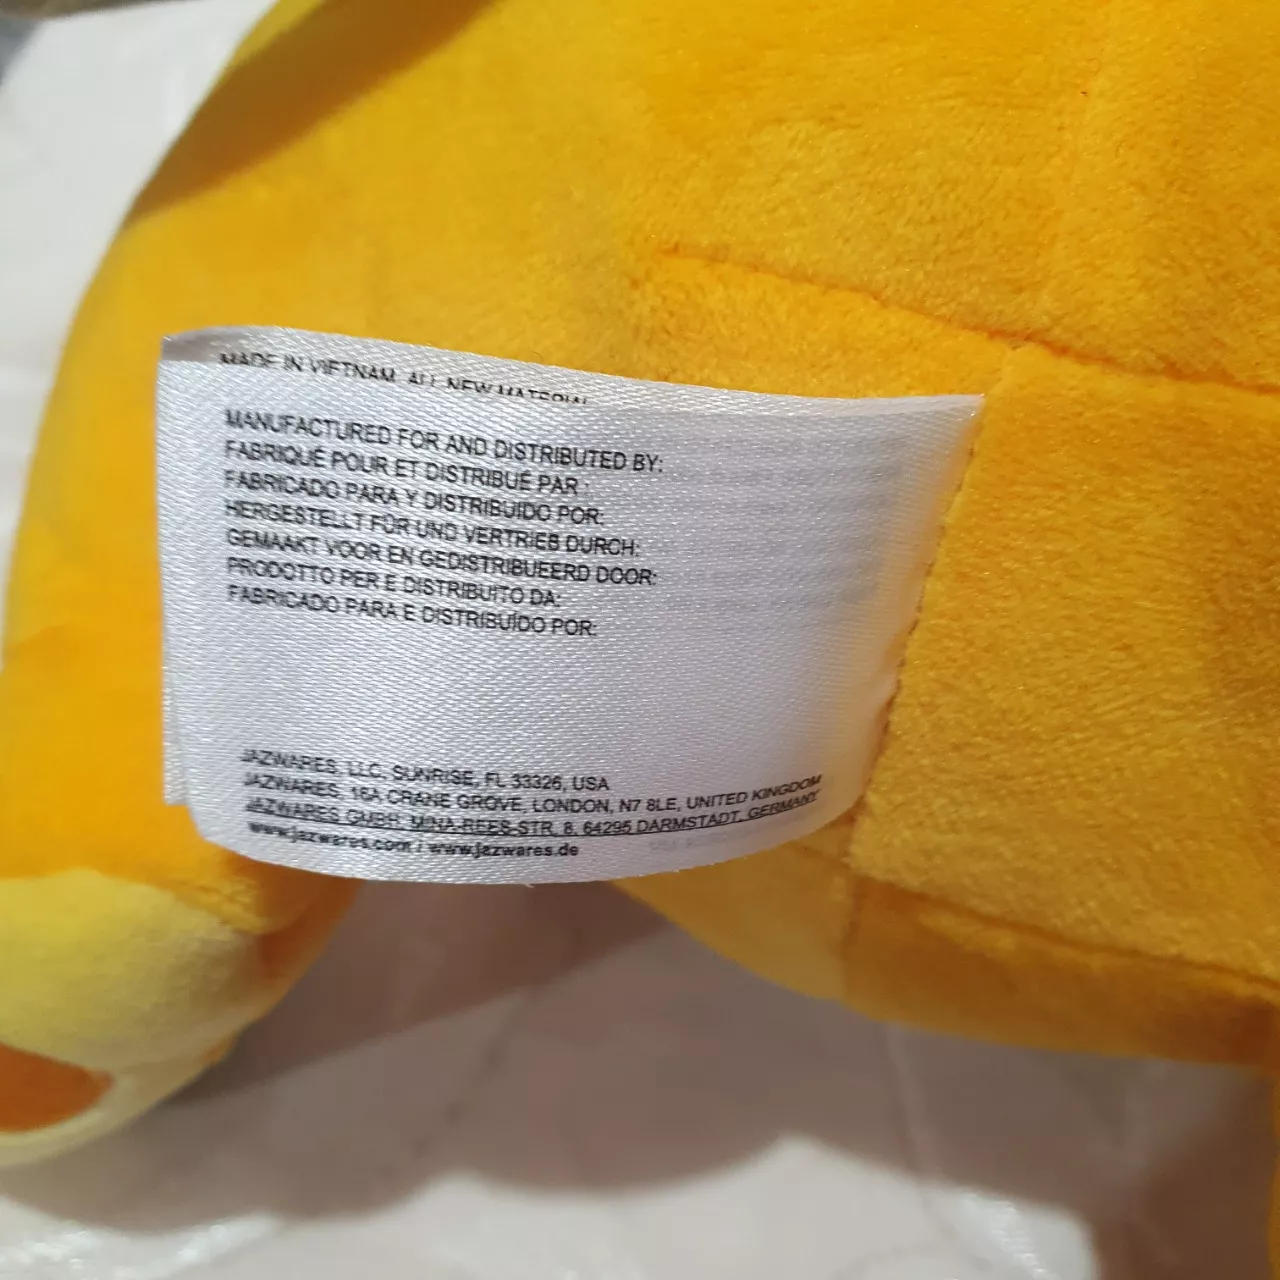 MADE IN VIETNAM. ALL NEW MATERIAL
MANUFACTURED FOR AND DISTRIBUTED BY:
FABRIQUÉ POUR ET DISTRIBUÉ PAR :
FABRICADO PARA Y DISTRIBUIDO POR:
HERGESTELLT FÜR UND VERTRIEB DURCH:
GEMAAKT VOOR EN GEDISTRIBUEERD DOOR:
PRODOTTO PER E DISTRIBUITO DA:
FABRICADO PARA E DISTRIBUÍDO POR:
JAZWARES, LLC. SUNRISE, FL 33326, USA
JAZWARES, 16A CRANE GROVE, LONDON, N7 8LE, UNITED KINGDOM
JAZWARES GMBH, MINA-REES-STR. 8, 64295 DARMSTADT, GERMANY
www.jazwares.com / www.jazwares.de